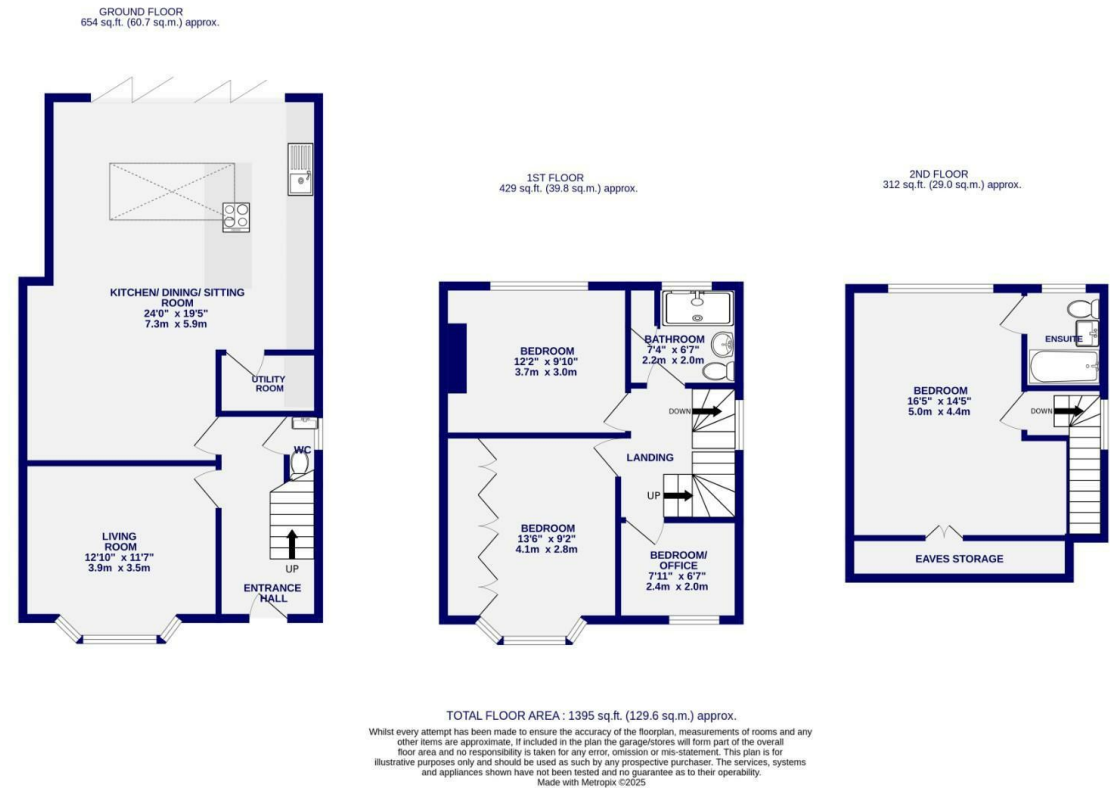 GROUND FLOOR
654 sq.ft. (60.7 sq.m.) approx.
KITCHEN/ DINING/ SITTING
ROOM
24'0" x 19'5"
7.3m x 5.9m
UTILITY
ROOM
WC
LIVING
ROOM
12'10" x 11'7"
3.9m x 3.5m
UP
ENTRANCE
HALL
1ST FLOOR
429 sq.ft. (39.8 sq.m.) approx.
BEDROOM
12'2" x 9'10"
3.7m x 3.0m
BATHROOM
7'4" x 6'7"
2.2m x 2.0m
DOWN
LANDING
UP
BEDROOM
13'6" x 9'2"
4.1m x 2.8m
BEDROOM/
OFFICE
7'11" x 6'7"
2.4m x 2.0m
2ND FLOOR
312 sq.ft. (29.0 sq.m.) approx.
ENSUITE
BEDROOM
16'5" x 14'5"
5.0m x 4.4m
DOWN
EAVES STORAGE
TOTAL FLOOR AREA : 1395 sq.ft. (129.6 sq.m.) approx.
Whilst every attempt has been made to ensure the accuracy of the floorplan, measurements of rooms and any
other items are approximate, If included in the plan the garage/stores will form part of the overall
floor area and no responsibility is taken for any error, omission or mis-statement. This plan is for
illustrative purposes only and should be used as such by any prospective purchaser. The services, systems
and appliances shown have not been tested and no guarantee as to their operability.
Made with Metropix ©2025